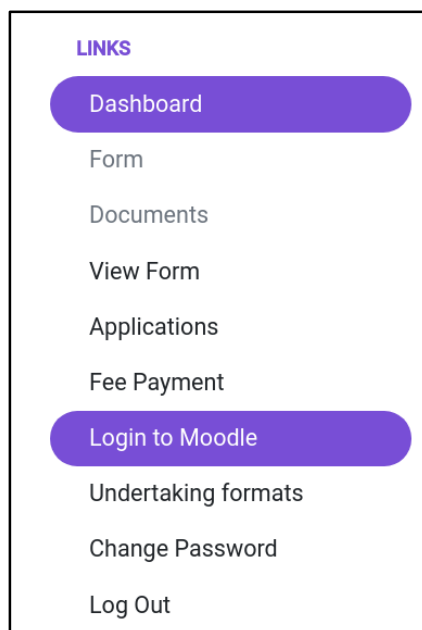 LINKS
Dashboard
Form
Documents
View Form
Applications
Fee Payment
Login to Moodle
Undertaking formats
Change Password
Log Out